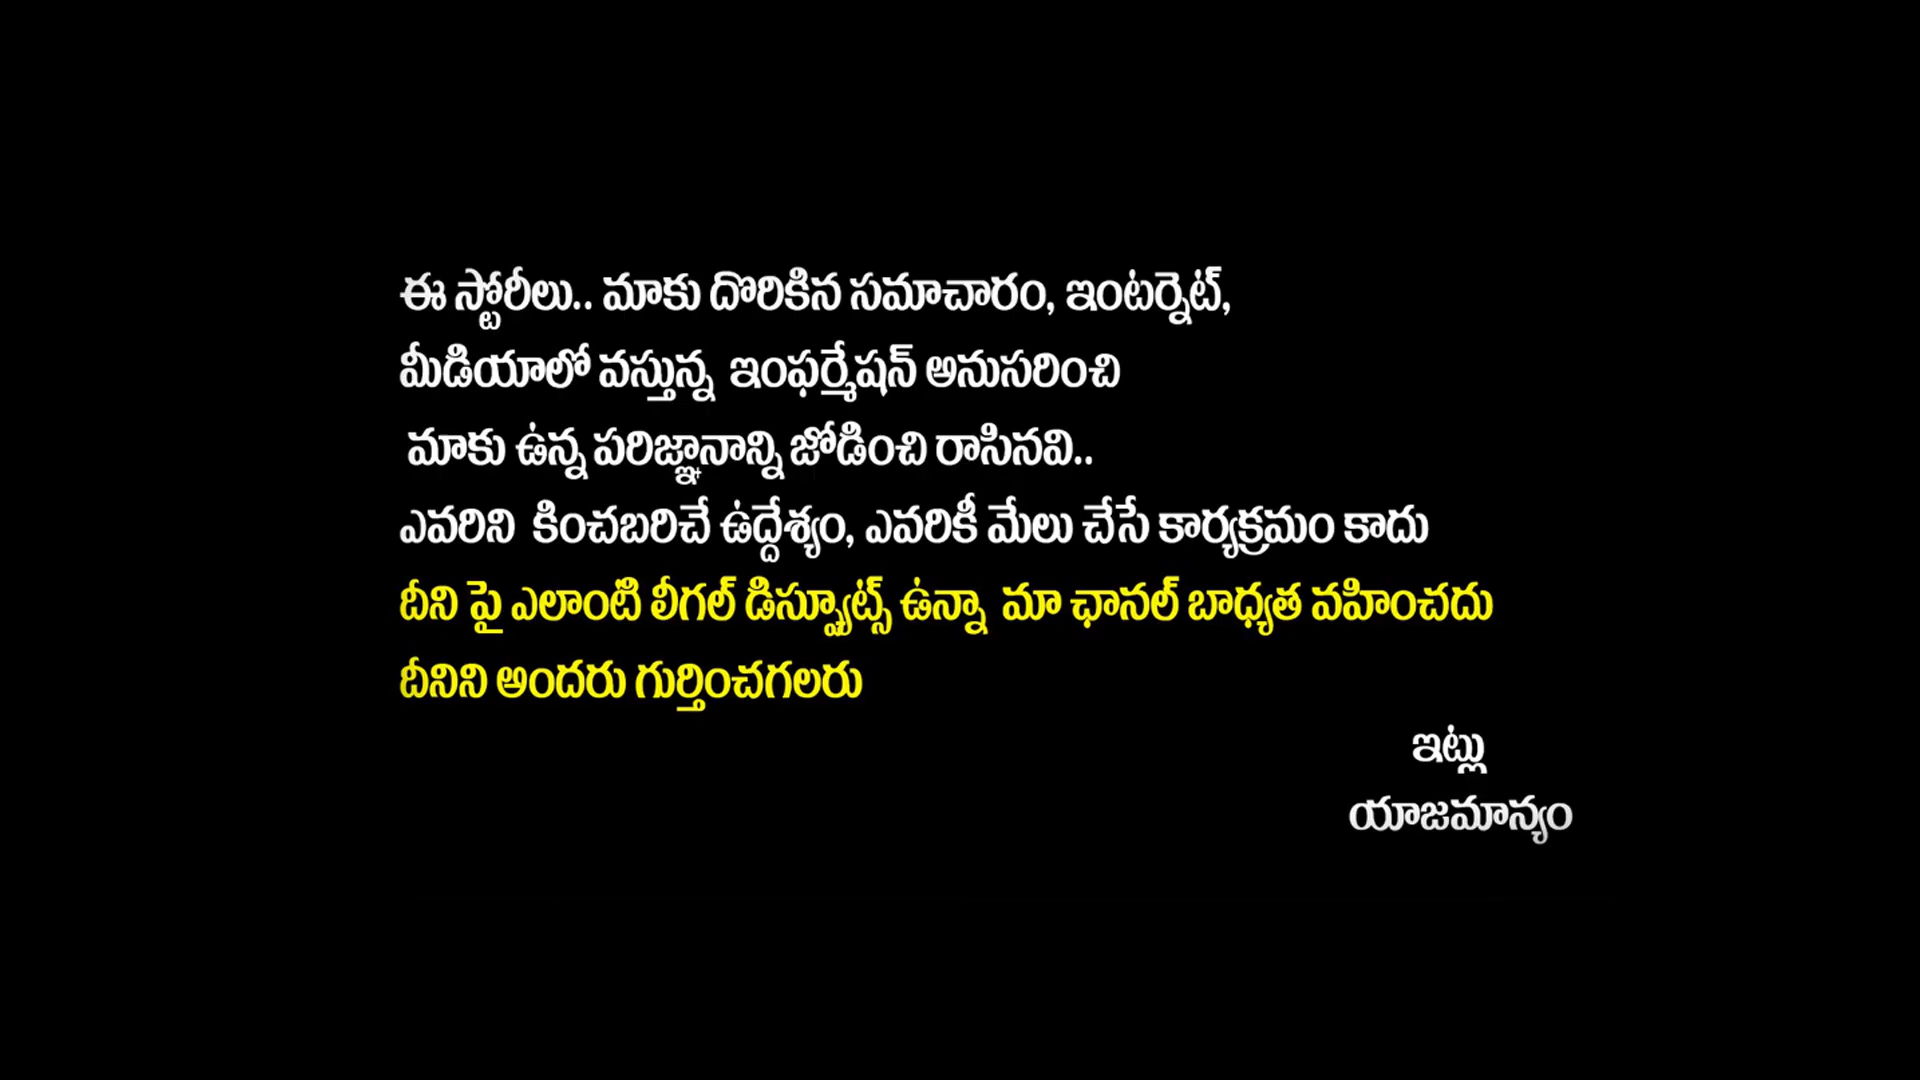 ఈ స్టోరీలు.. మాకు దొరికిన సమాచారం, ఇంటర్నెట్,
మీడియాలో వస్తున్న ఇంఫర్మేషన్ అనుసరించి
మాకు ఉన్న పరిజ్ఞానాన్ని జోడించి రాసినవి..
ఎవరిని కించబరిచే ఉద్దేశ్యం, ఎవరికీ మేలు చేసే కార్యక్రమం కాదు
దీని పై ఎలాంటి లీగల్ డిస్ప్యూట్స్ ఉన్నా మా ఛానల్ బాధ్యత వహించదు
దీనిని అందరు గుర్తించగలరు
ఇట్లు
యాజమాన్యం